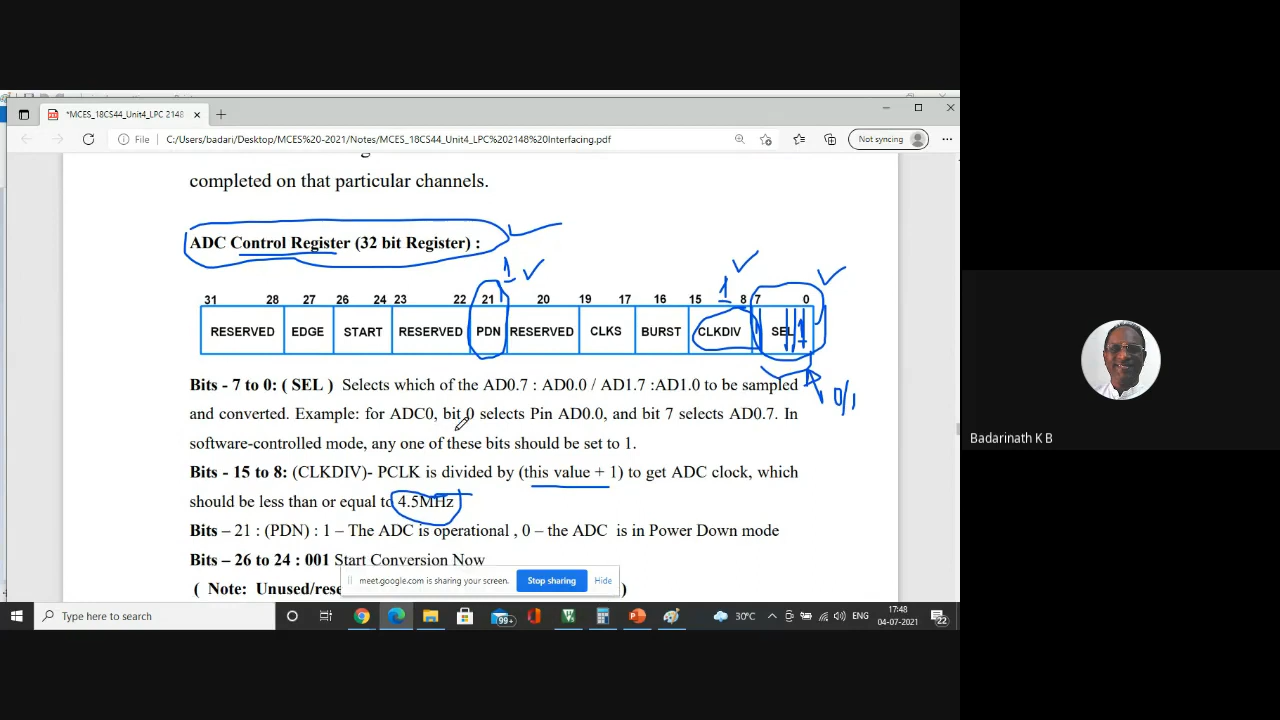 *MCES_18CS44_Unit4_LPC 2148
File C:/Users/badari/Desktop/MCES%20-2021/Notes/MCES_18CS44_Unit4_LPC%202148%20Interfacing.pdf Not syncing
completed on that particular channels.
ADC Control Register (32 bit Register) :
1 1
31 28 27 26 24 23 22 21 20 19 17 16 15 8 7 0
RESERVED EDGE START RESERVED PDN RESERVED CLKS BURST CLKDIV SEL
Bits - 7 to 0: ( SEL ) Selects which of the AD0.7 : AD0.0 / AD1.7 :AD1.0 to be sampled
0/1
and converted. Example: for ADC0, bit 0 selects Pin AD0.0, and bit 7 selects AD0.7. In
software-controlled mode, any one of these bits should be set to 1.
Bits - 15 to 8: (CLKDIV)- PCLK is divided by (this value + 1) to get ADC clock, which
should be less than or equal to 4.5MHz
Bits – 21 : (PDN) : 1 – The ADC is operational , 0 – the ADC is in Power Down mode
Bits – 26 to 24 : 001 Start Conversion Now
( Note: Unused/rese )
meet.google.com is sharing your screen. Stop sharing Hide
Badarinath K B
Type here to search 99+ 30°C ENG 17:48
04-07-2021 22